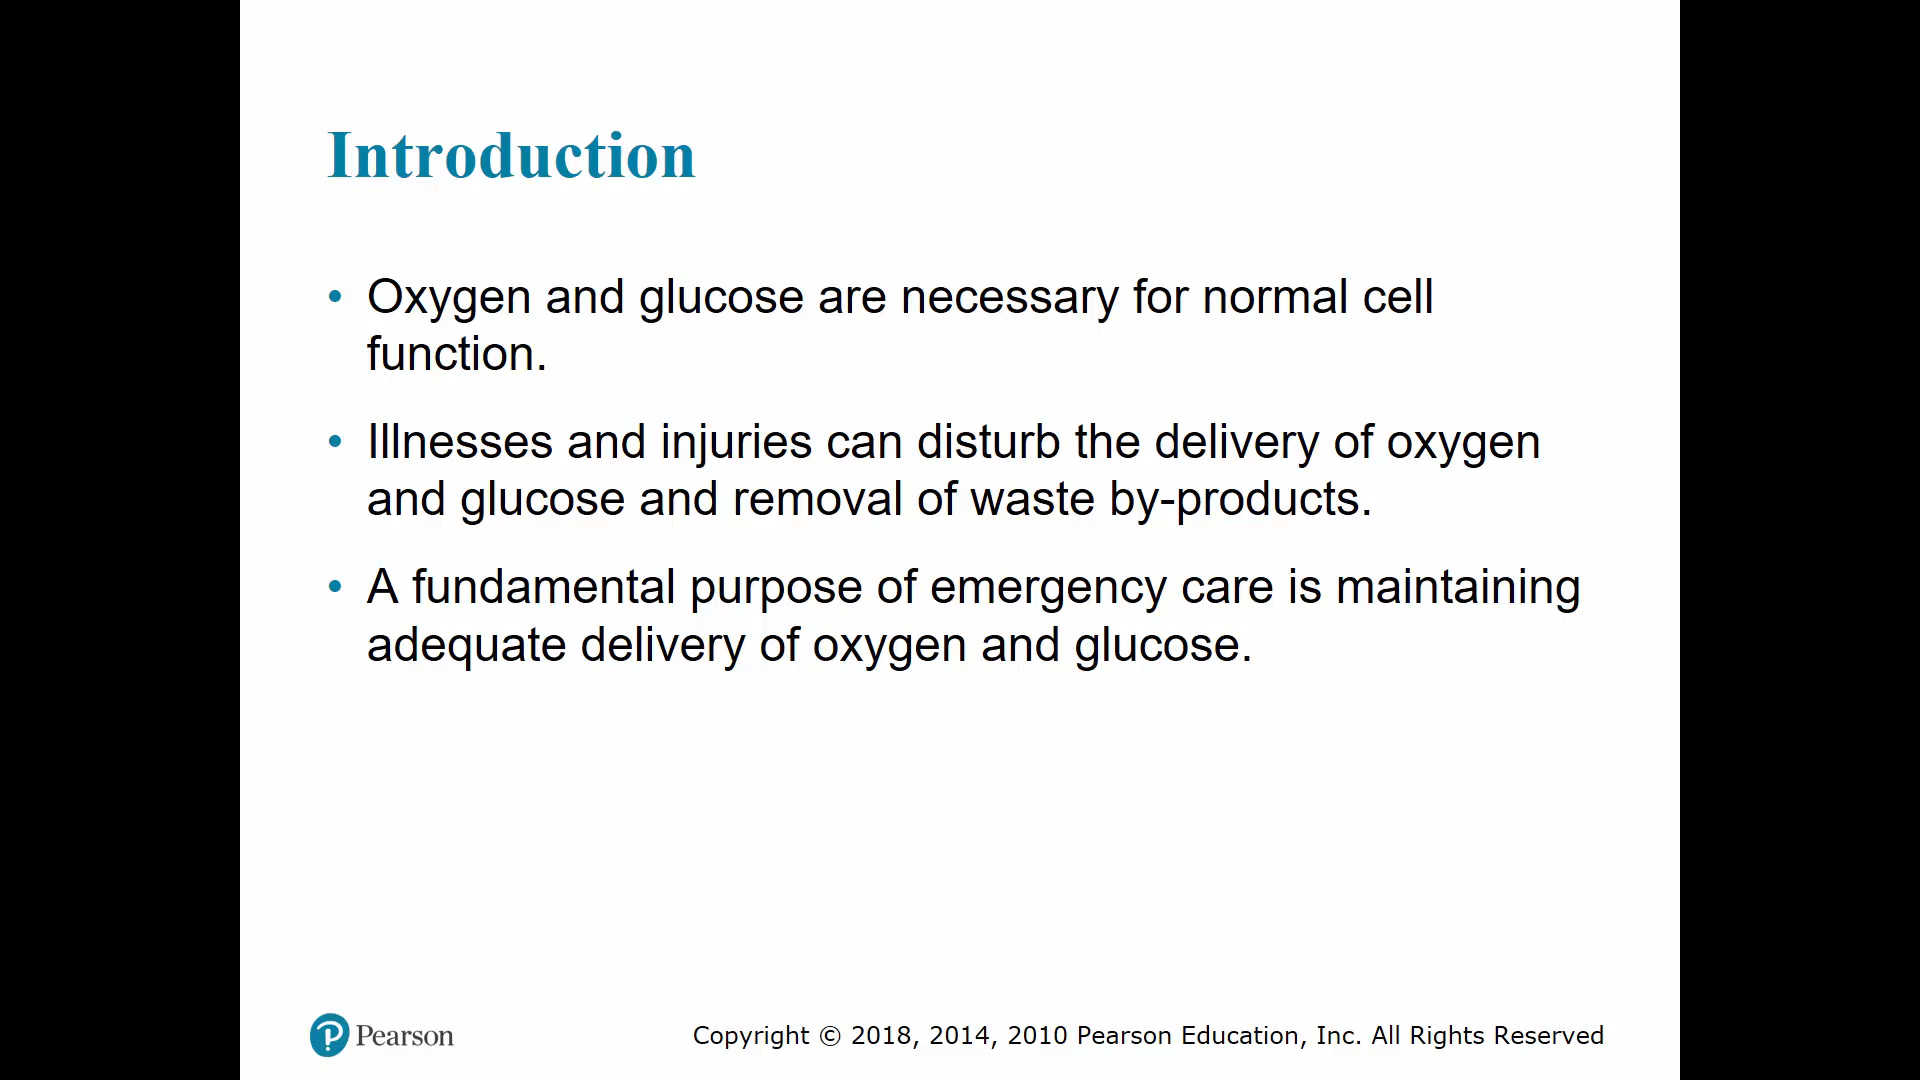 Introduction
• Oxygen and glucose are necessary for normal cell
function.
• Illnesses and injuries can disturb the delivery of oxygen
and glucose and removal of waste by-products.
• A fundamental purpose of emergency care is maintaining
adequate delivery of oxygen and glucose.
P Pearson
Copyright © 2018, 2014, 2010 Pearson Education, Inc. All Rights Reserved